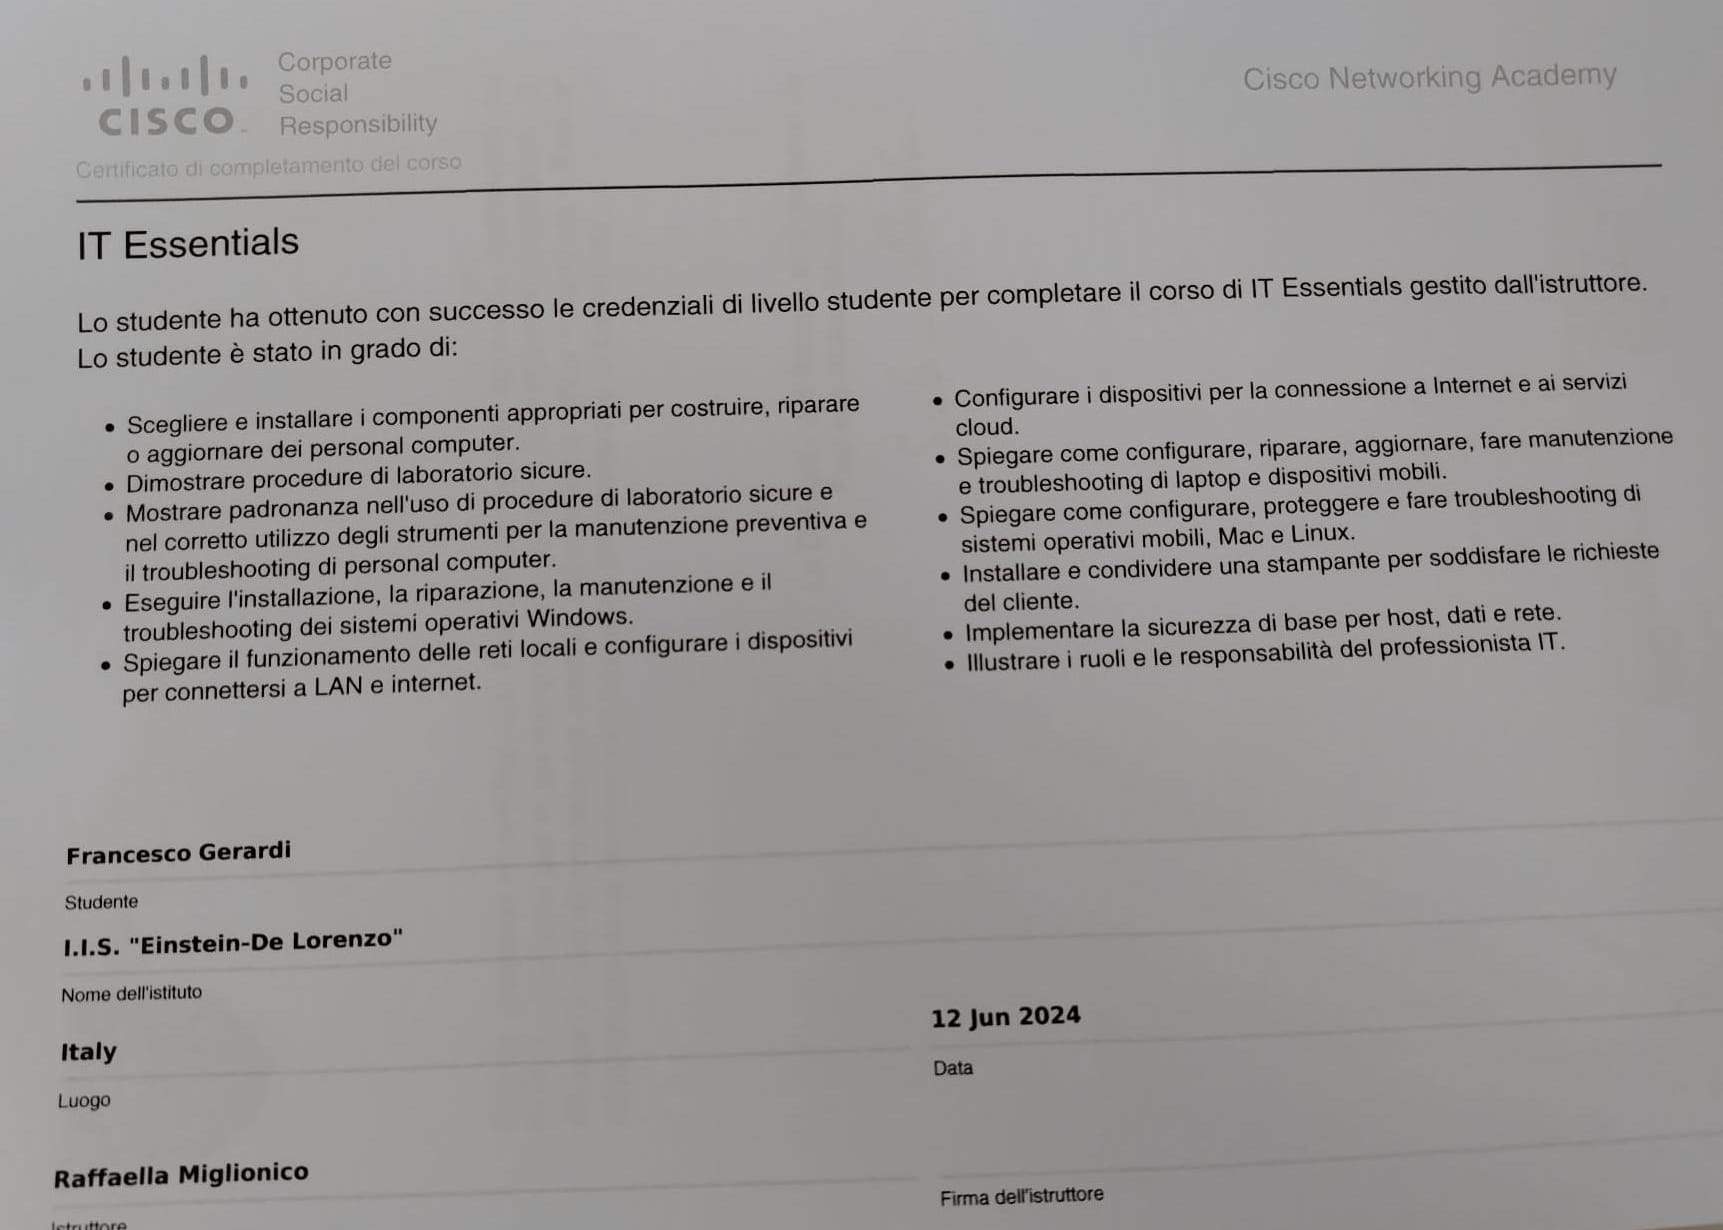 CISCO
Corporate
Social
Responsibility
Cisco Networking Academy
Certificato di completamento del corso
IT Essentials
Lo studente ha ottenuto con successo le credenziali di livello studente per completare il corso di IT Essentials gestito dall'istruttore.
Lo studente è stato in grado di:
• Scegliere e installare i componenti appropriati per costruire, riparare
o aggiornare dei personal computer.
• Dimostrare procedure di laboratorio sicure.
• Mostrare padronanza nell'uso di procedure di laboratorio sicure e
nel corretto utilizzo degli strumenti per la manutenzione preventiva e
il troubleshooting di personal computer.
• Eseguire l'installazione, la riparazione, la manutenzione e il
troubleshooting dei sistemi operativi Windows.
• Spiegare il funzionamento delle reti locali e configurare i dispositivi
per connettersi a LAN e internet.
• Configurare i dispositivi per la connessione a Internet e ai servizi
cloud.
• Spiegare come configurare, riparare, aggiornare, fare manutenzione
e troubleshooting di laptop e dispositivi mobili.
• Spiegare come configurare, proteggere e fare troubleshooting di
sistemi operativi mobili, Mac e Linux.
• Installare e condividere una stampante per soddisfare le richieste
del cliente.
• Implementare la sicurezza di base per host, dati e rete.
• Illustrare i ruoli e le responsabilità del professionista IT.
Francesco Gerardi
Studente
I.I.S. "Einstein-De Lorenzo"
Nome dell'istituto
Italy
Luogo
12 Jun 2024
Data
Raffaella Miglionico
Istruttore
Firma dell'istruttore